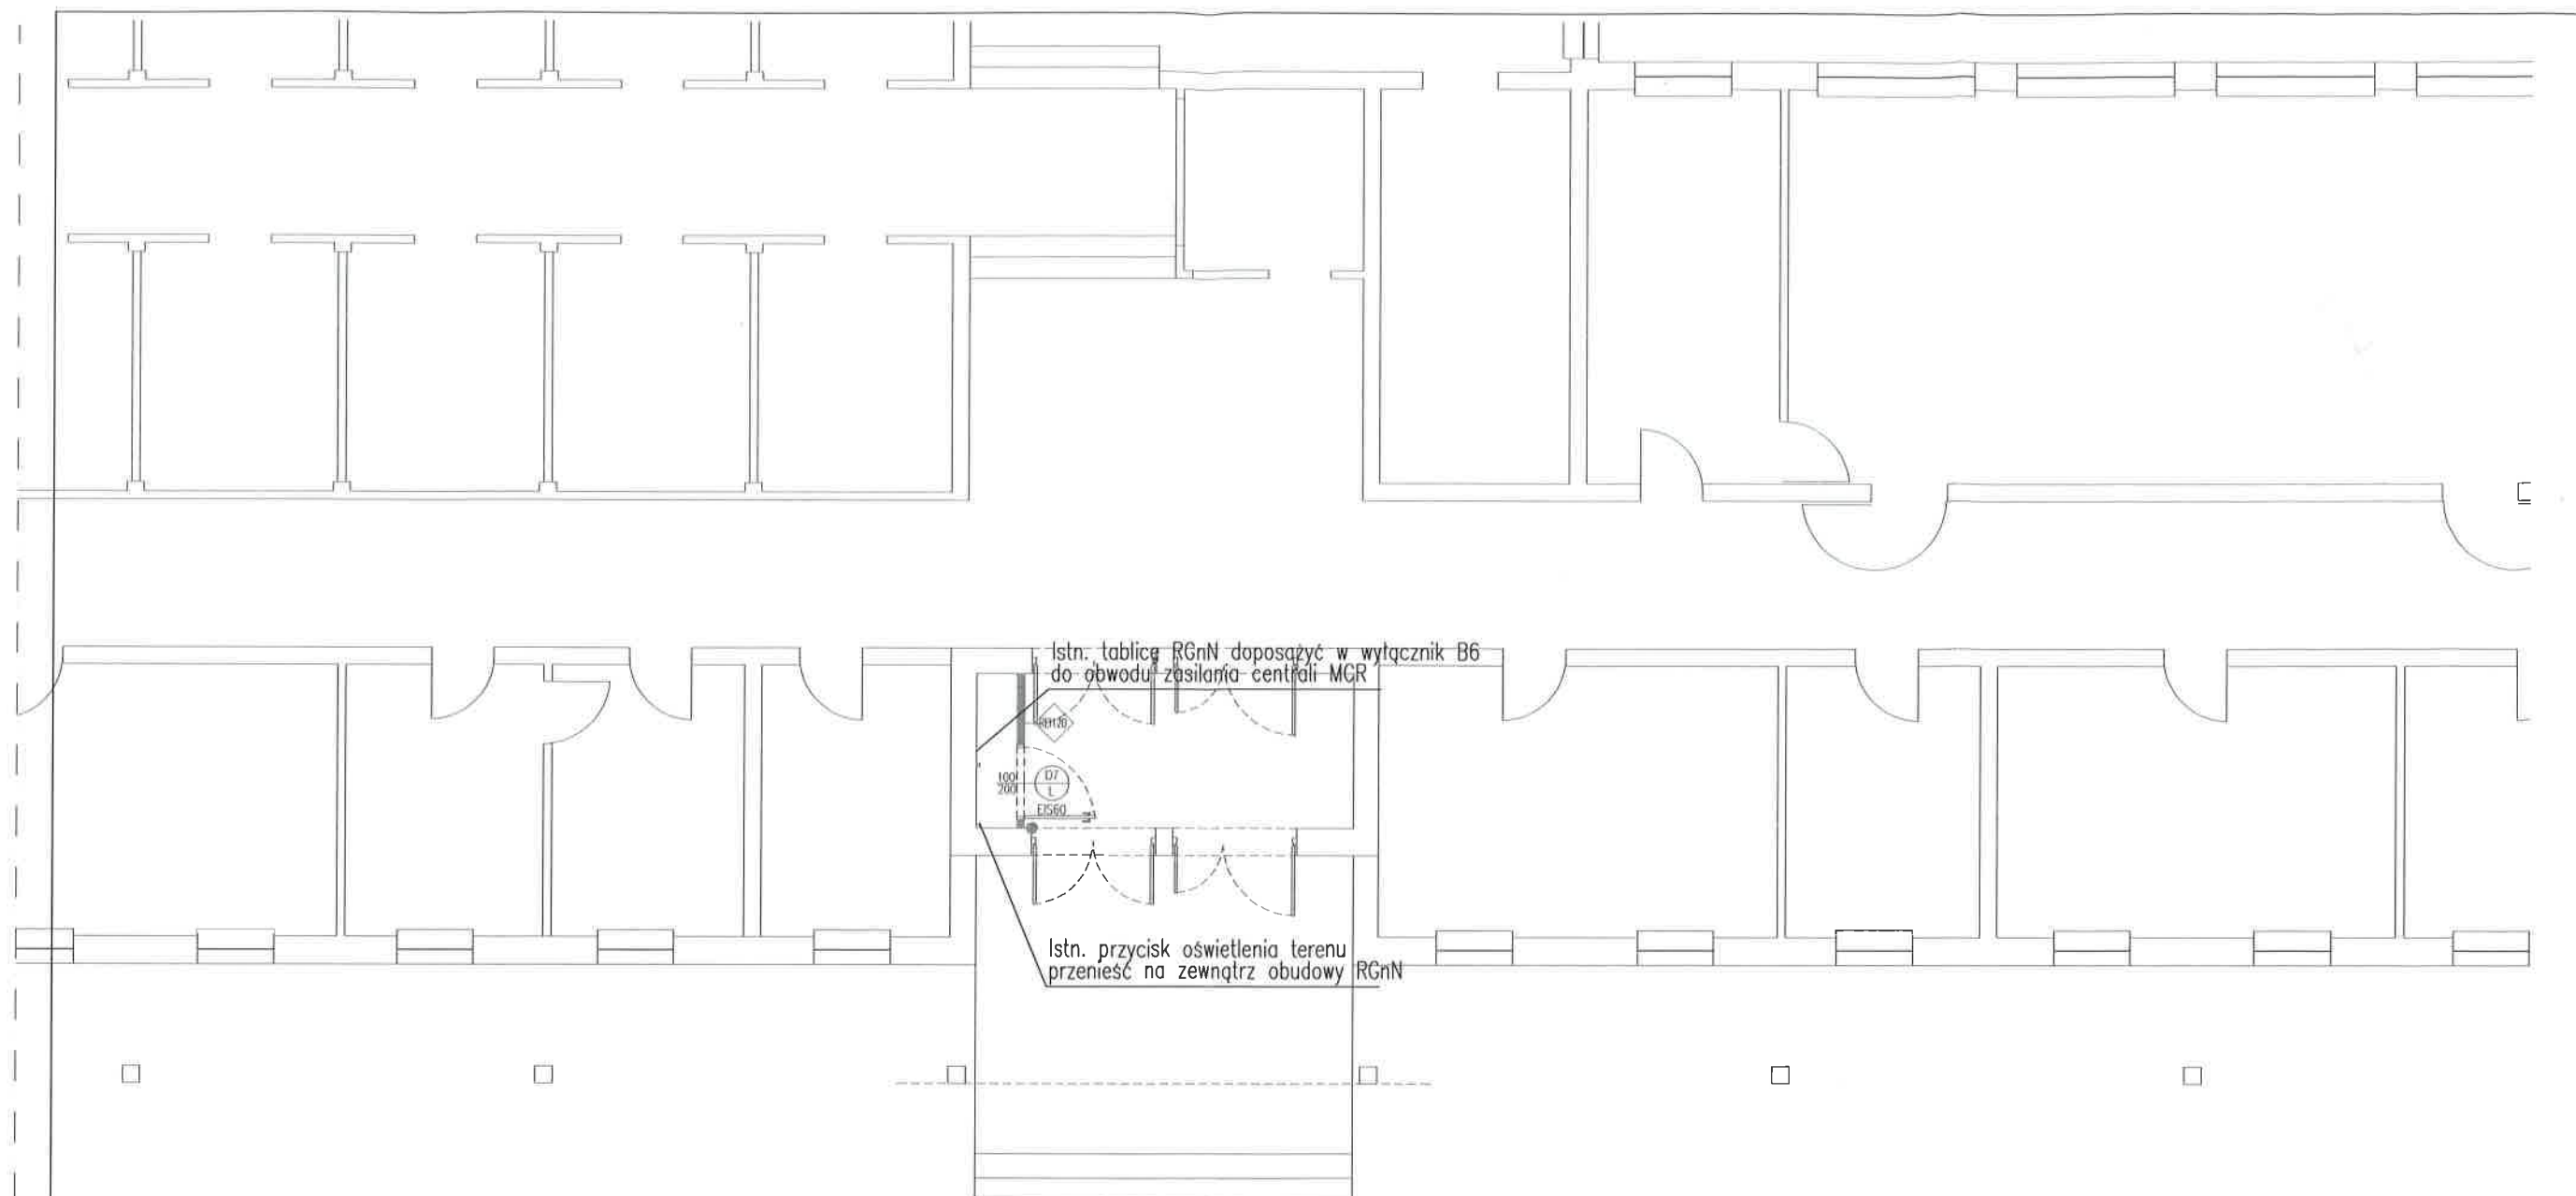 Istn. tablicę RGnN doposażyć w wyłącznik B6
do obwodu zasilania centrali MCR
REI120
100
200
D7
L
EIS60
Istn. przycisk oświetlenia terenu
przenieść na zewnątrz obudowy RGnN